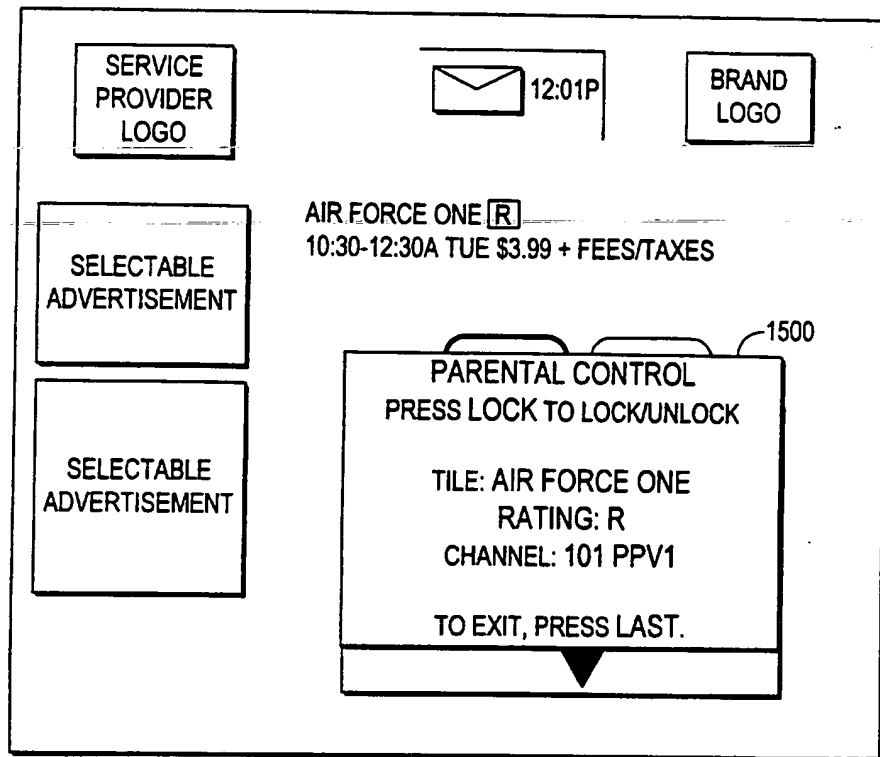 SERVICE
PROVIDER
LOGO
12:01P
BRAND
LOGO
AIR FORCE ONE R
10:30-12:30A TUE $3.99 + FEES/TAXES
SELECTABLE
ADVERTISEMENT
1500
PARENTAL CONTROL
PRESS LOCK TO LOCK/UNLOCK
TILE: AIR FORCE ONE
RATING: R
CHANNEL: 101 PPV1
TO EXIT, PRESS LAST.
SELECTABLE
ADVERTISEMENT